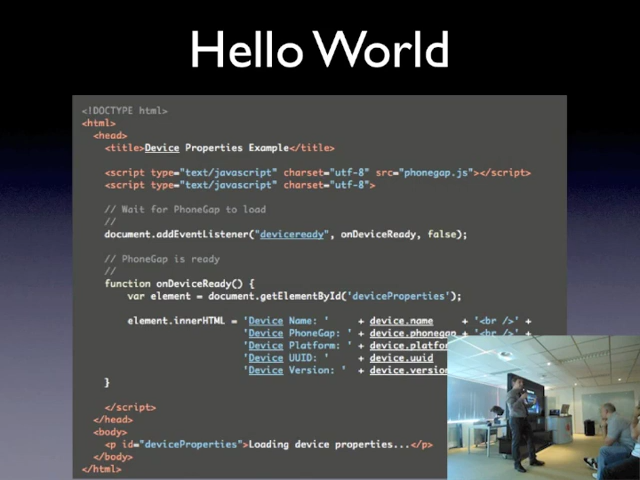 Hello World
<!DOCTYPE html>
<html>
<head>
<title>Device Properties Example</title>
<script type="text/javascript" charset="utf-8" src="phonegap.js"></script>
<script type="text/javascript" charset="utf-8">
// Wait for PhoneGap to load
//
document.addEventListener("deviceready", onDeviceReady, false);
// PhoneGap is ready
//
function onDeviceReady() {
var element = document.getElementById('deviceProperties');
element.innerHTML = 'Device Name: ' + device.name + '<br />' +
'Device PhoneGap: ' + device.phonegap + '<br />' +
'Device Platform: ' + device.platfo
'Device UUID: ' + device.uuid
'Device Version: ' + device.version
}
</script>
</head>
<body>
<p id="deviceProperties">Loading device properties...</p>
</body>
</html>